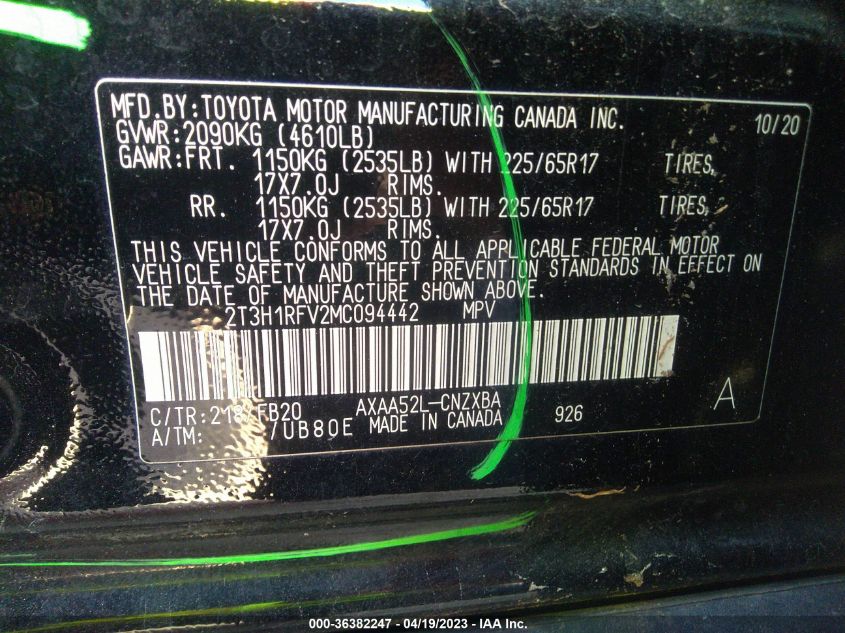 MFD.BY:TOYOTA MOTOR MANUFACTURING CANADA INC. 10/20
GVWR:2090KG (4610LB)
GAWR:FRT. 1150KG (2535LB) WITH 225/65R17 TIRES,
17X7.0J RIMS.
RR. 1150KG (2535LB) WITH 225/65R17 TIRES,
17X7.0J RIMS.
THIS VEHICLE CONFORMS TO ALL APPLICABLE FEDERAL MOTOR
VEHICLE SAFETY AND THEFT PREVENTION STANDARDS IN EFFECT ON
THE DATE OF MANUFACTURE SHOWN ABOVE.
2T3H1RFV2MC094442 MPV
C/TR:218/FB20 AXAA52L-CNZXBA A
A/TM: /UB80E MADE IN CANADA 926
000-36382247 - 04/19/2023 - IAA Inc.